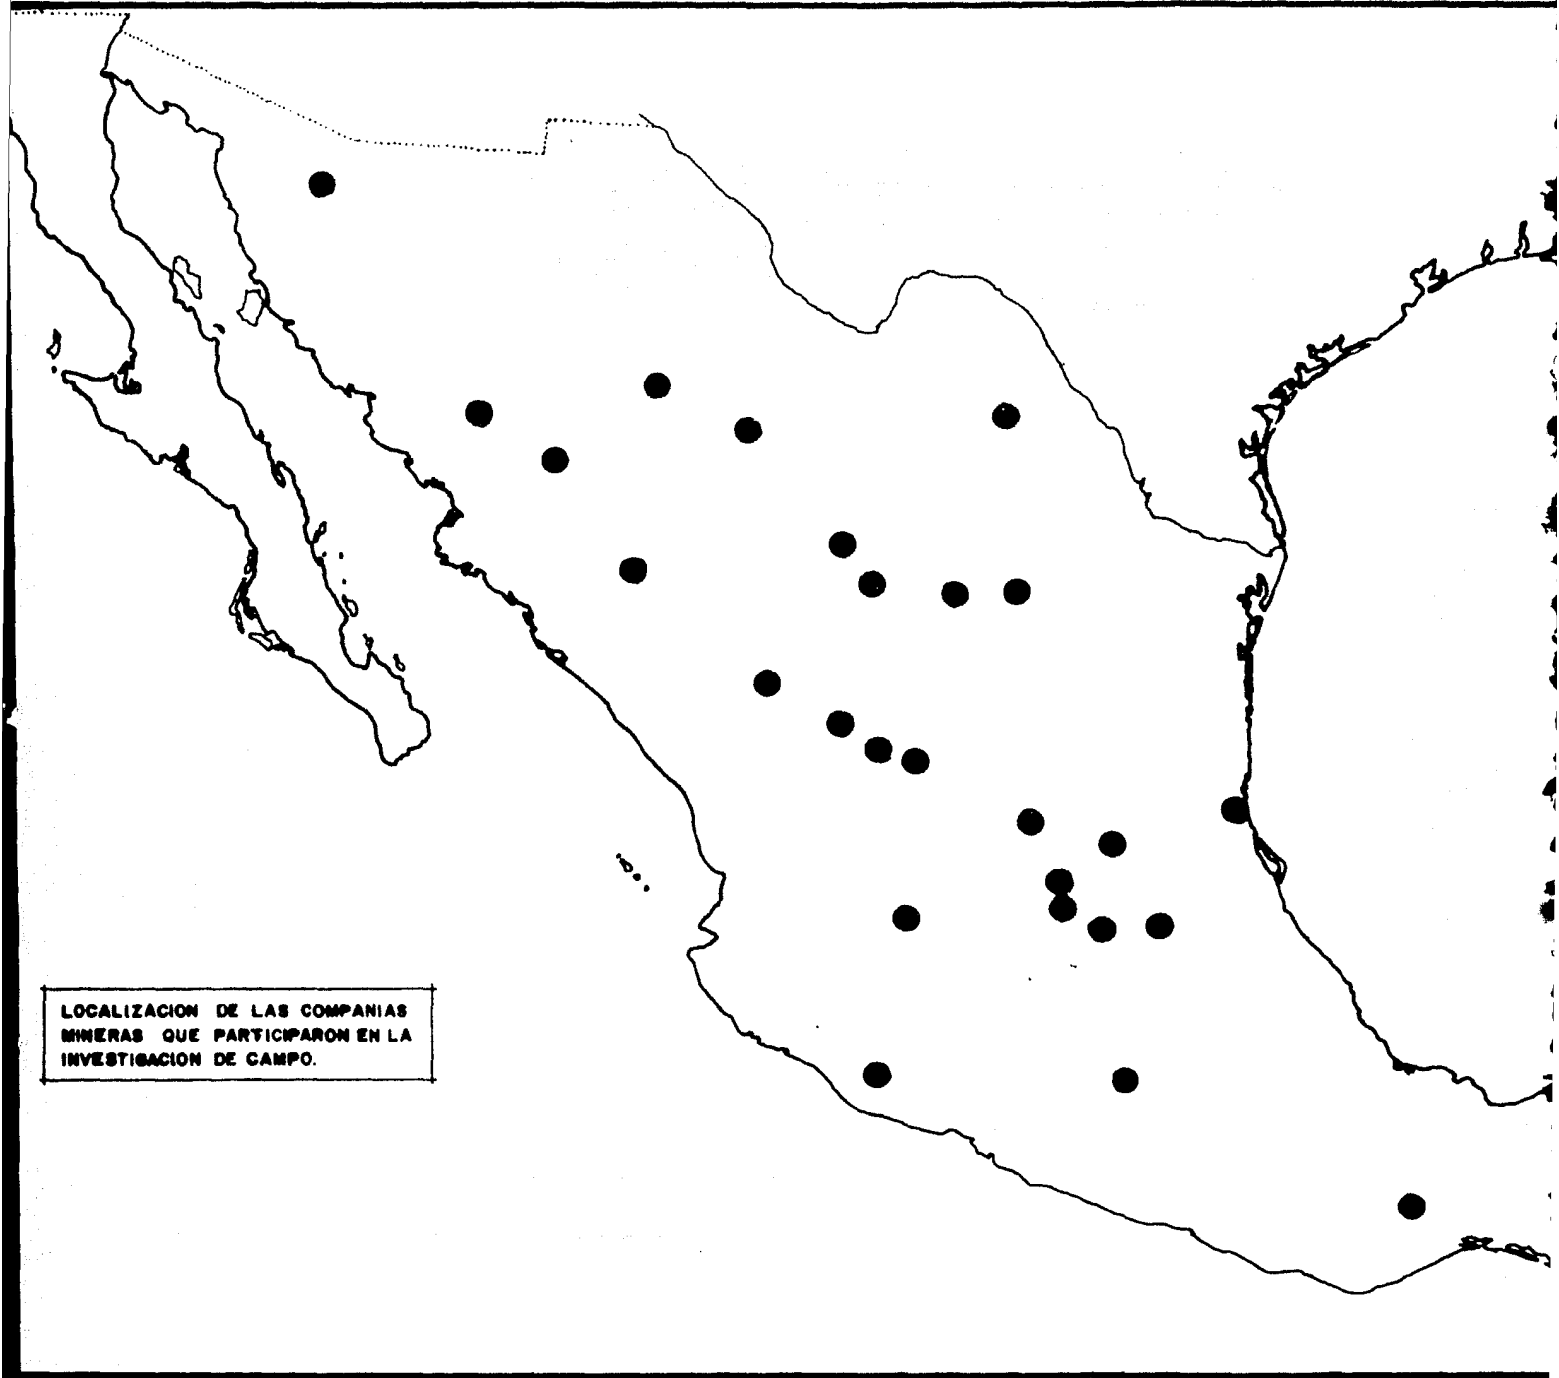 LOCALIZACION DE LAS COMPANIAS
MINERAS QUE PARTICIPARON EN LA
INVESTIGACION DE CAMPO.